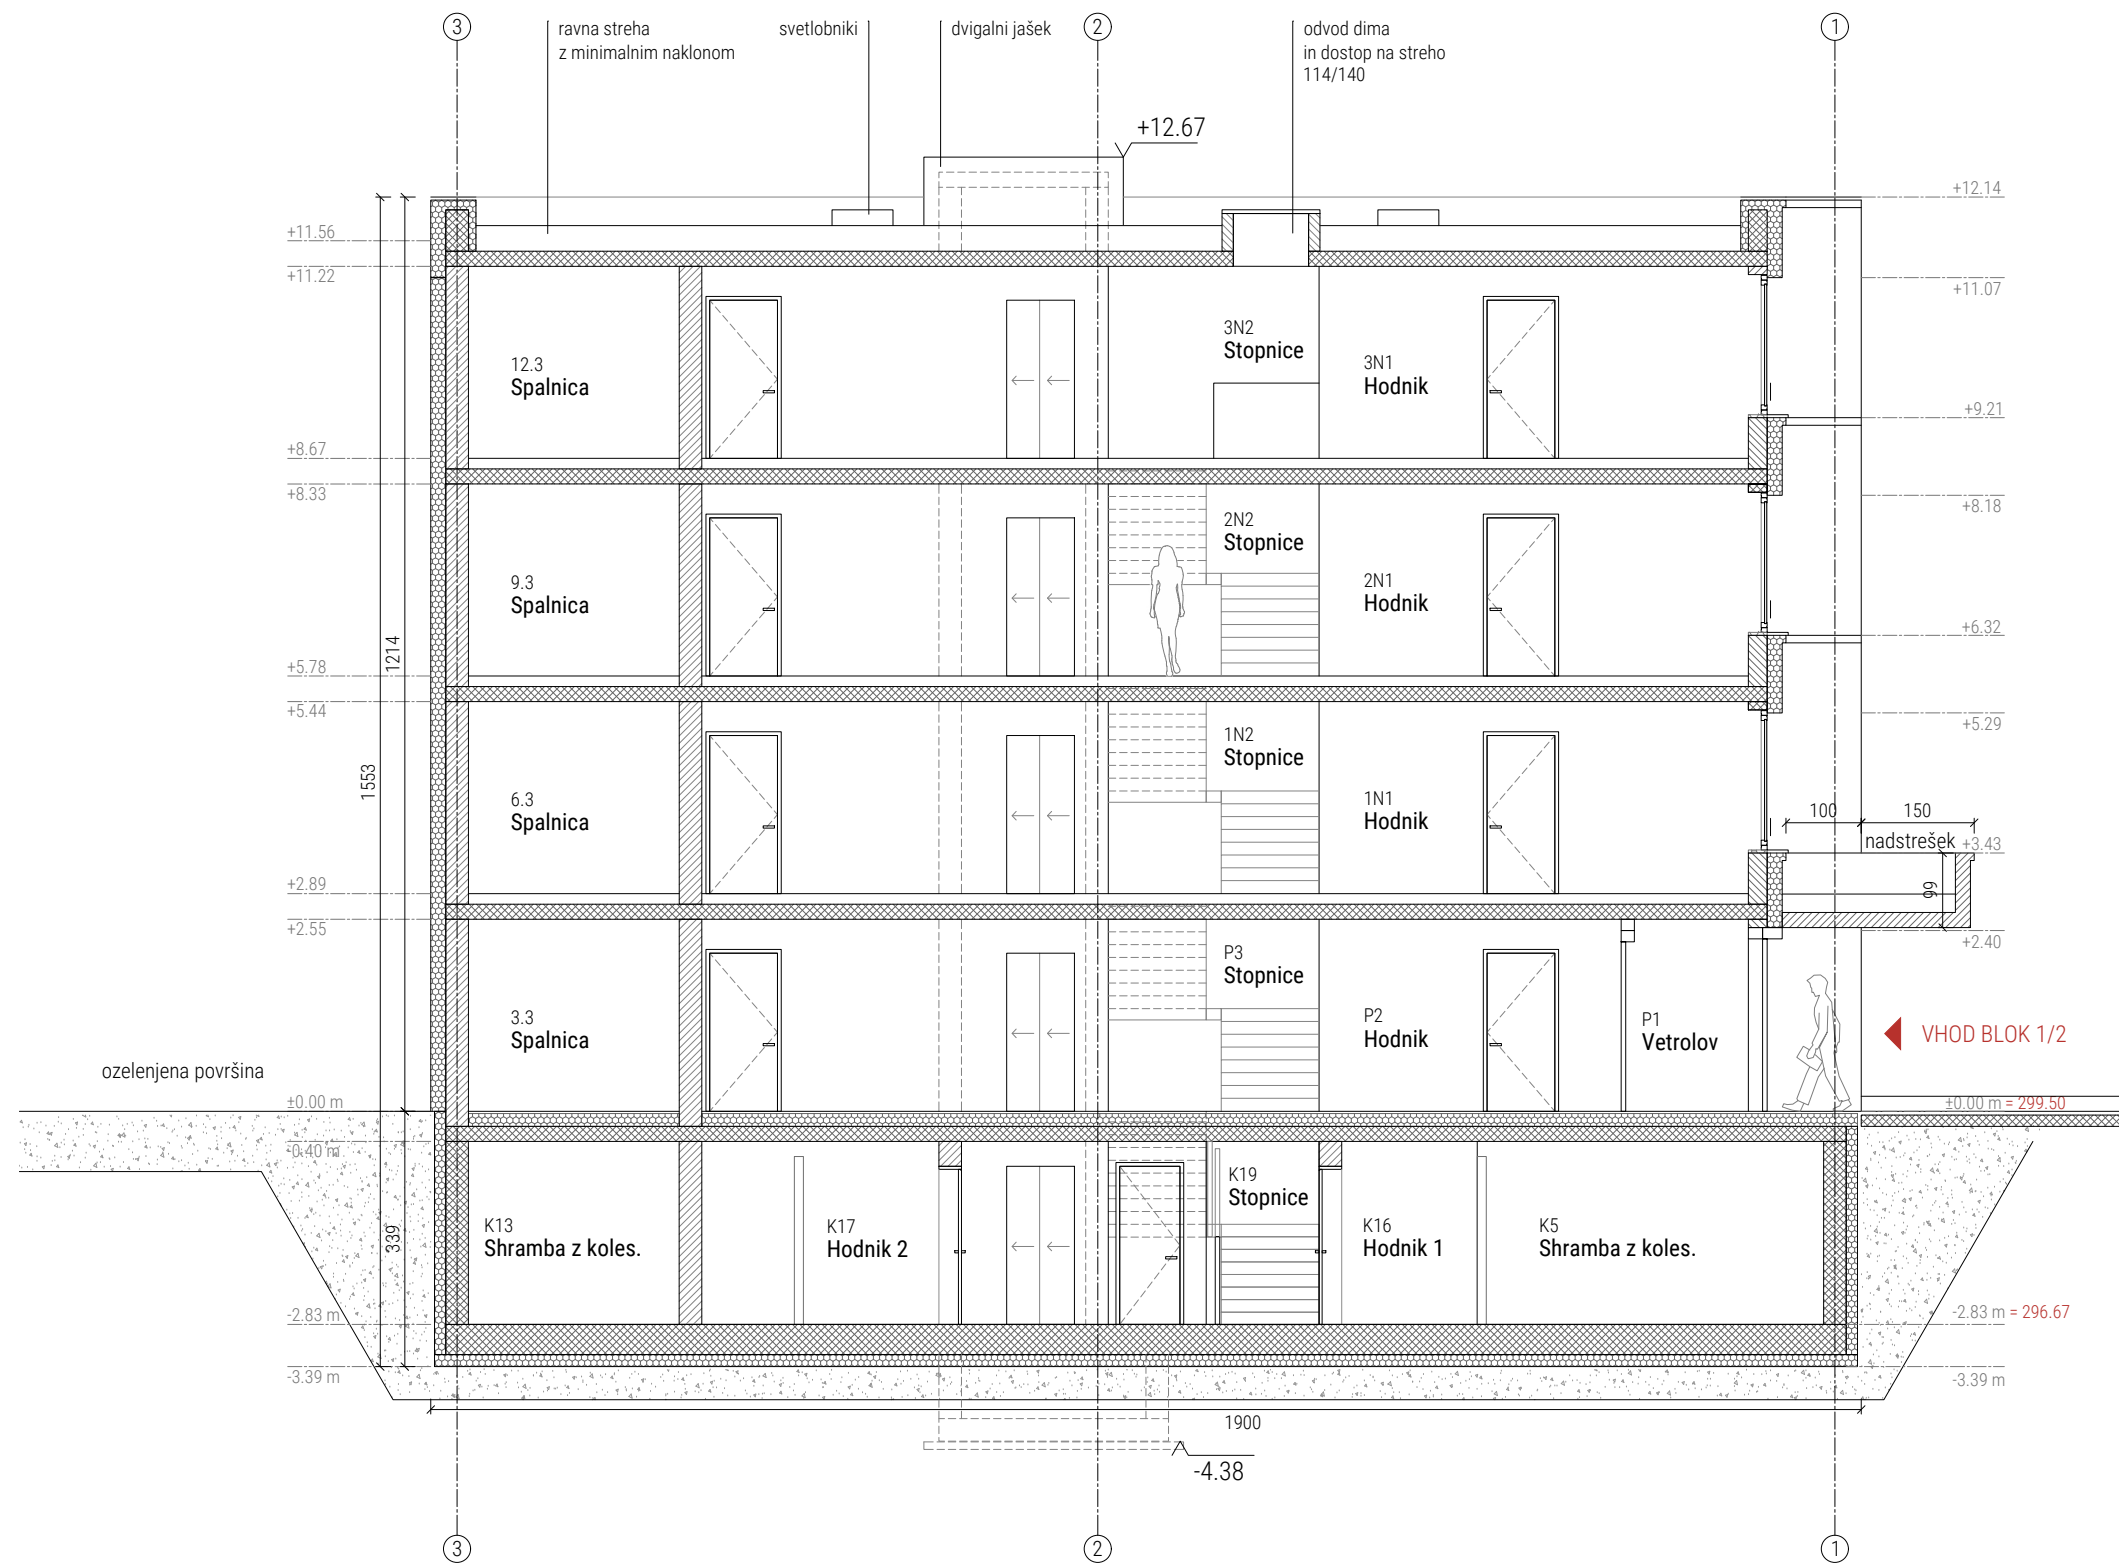 3
ravna streha
z minimalnim naklonom
svetlobniki
dvigalni jašek
2
odvod dima
in dostop na streho
114/140
1
+12.67
+12.14
+11.56
+11.22
+11.07
12.3
Spalnica
3N2
Stopnice
3N1
Hodnik
+9.21
+8.67
+8.33
+8.18
9.3
Spalnica
2N2
Stopnice
2N1
Hodnik
+6.32
1214
+5.78
+5.44
+5.29
1553
6.3
Spalnica
1N2
Stopnice
1N1
Hodnik
100
150
nadstrešek
+3.43
99
+2.89
+2.55
+2.40
3.3
Spalnica
P3
Stopnice
P2
Hodnik
P1
Vetrolov
VHOD BLOK 1/2
ozelenjena površina
±0.00 m
±0.00 m = 299.50
-0.40 m
339
K13
Shramba z koles.
K17
Hodnik 2
K19
Stopnice
K16
Hodnik 1
K5
Shramba z koles.
-2.83 m
-2.83 m = 296.67
-3.39 m
-3.39 m
1900
-4.38
3
2
1